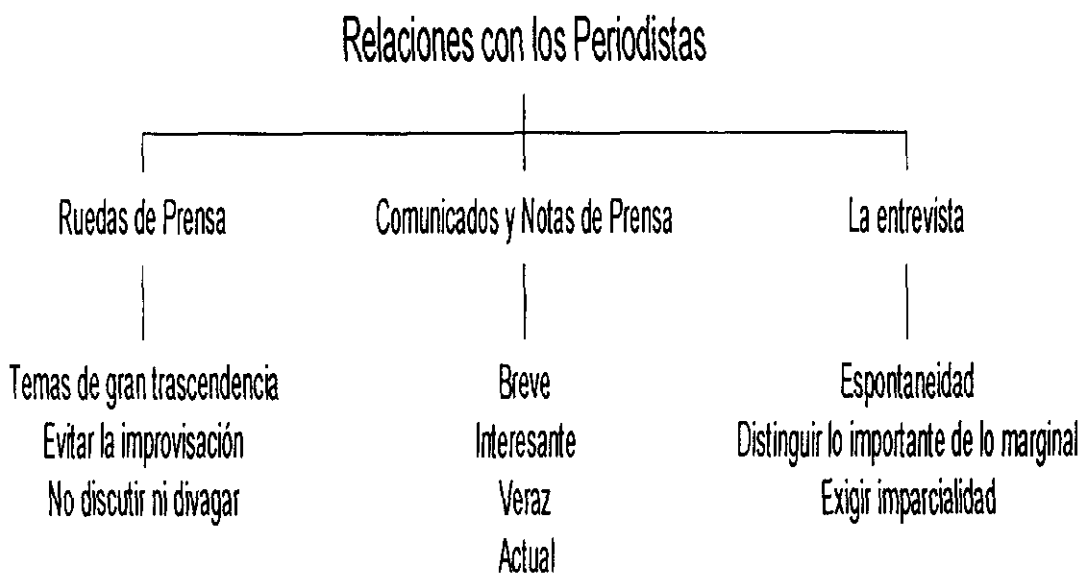 Relaciones con los Periodistas
Ruedas de Prensa
Temas de gran trascendencia
Evitar la improvisación
No discutir ni divagar
Comunicados y Notas de Prensa
Breve
Interesante
Veraz
Actual
La entrevista
Espontaneidad
Distinguir lo importante de lo marginal
Exigir imparcialidad